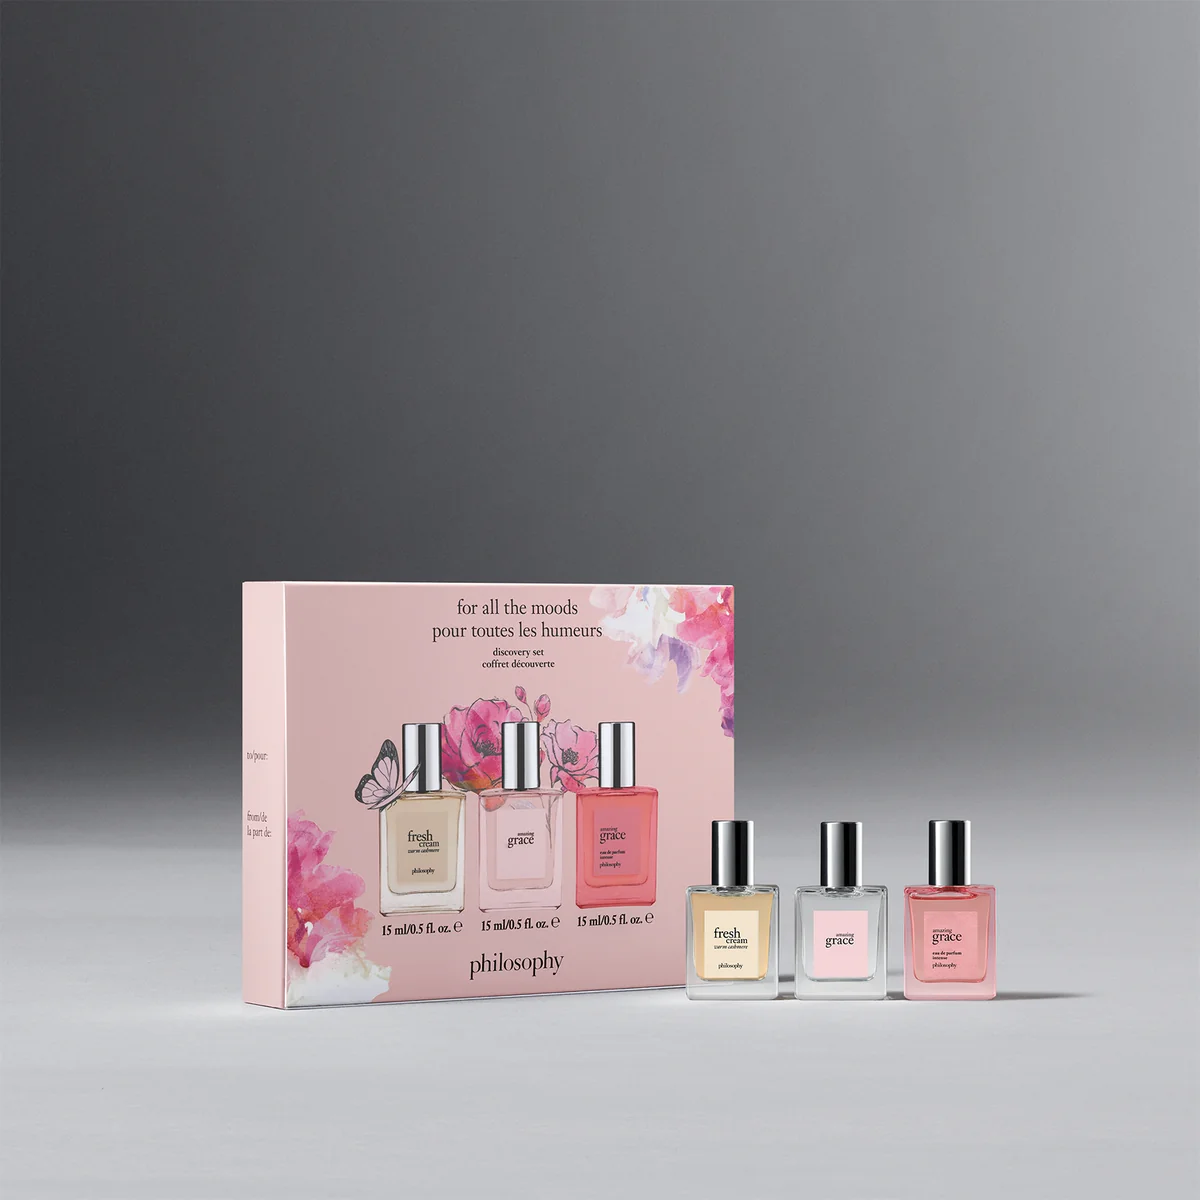 for all the moods
pour toutes les humeurs
discovery set
coffret découverte
to/pour:
from/de
la part de:
fresh
cream
warm cashmere
philosophy
amazing
grace
amazing
grace
eau de parfum
intense
philosophy
15 ml/0.5 fl. oz. ℮
15 ml/0.5 fl. oz. ℮
15 ml/0.5 fl. oz. ℮
philosophy
fresh
cream
warm cashmere
philosophy
amazing
grace
amazing
grace
eau de parfum
intense
philosophy